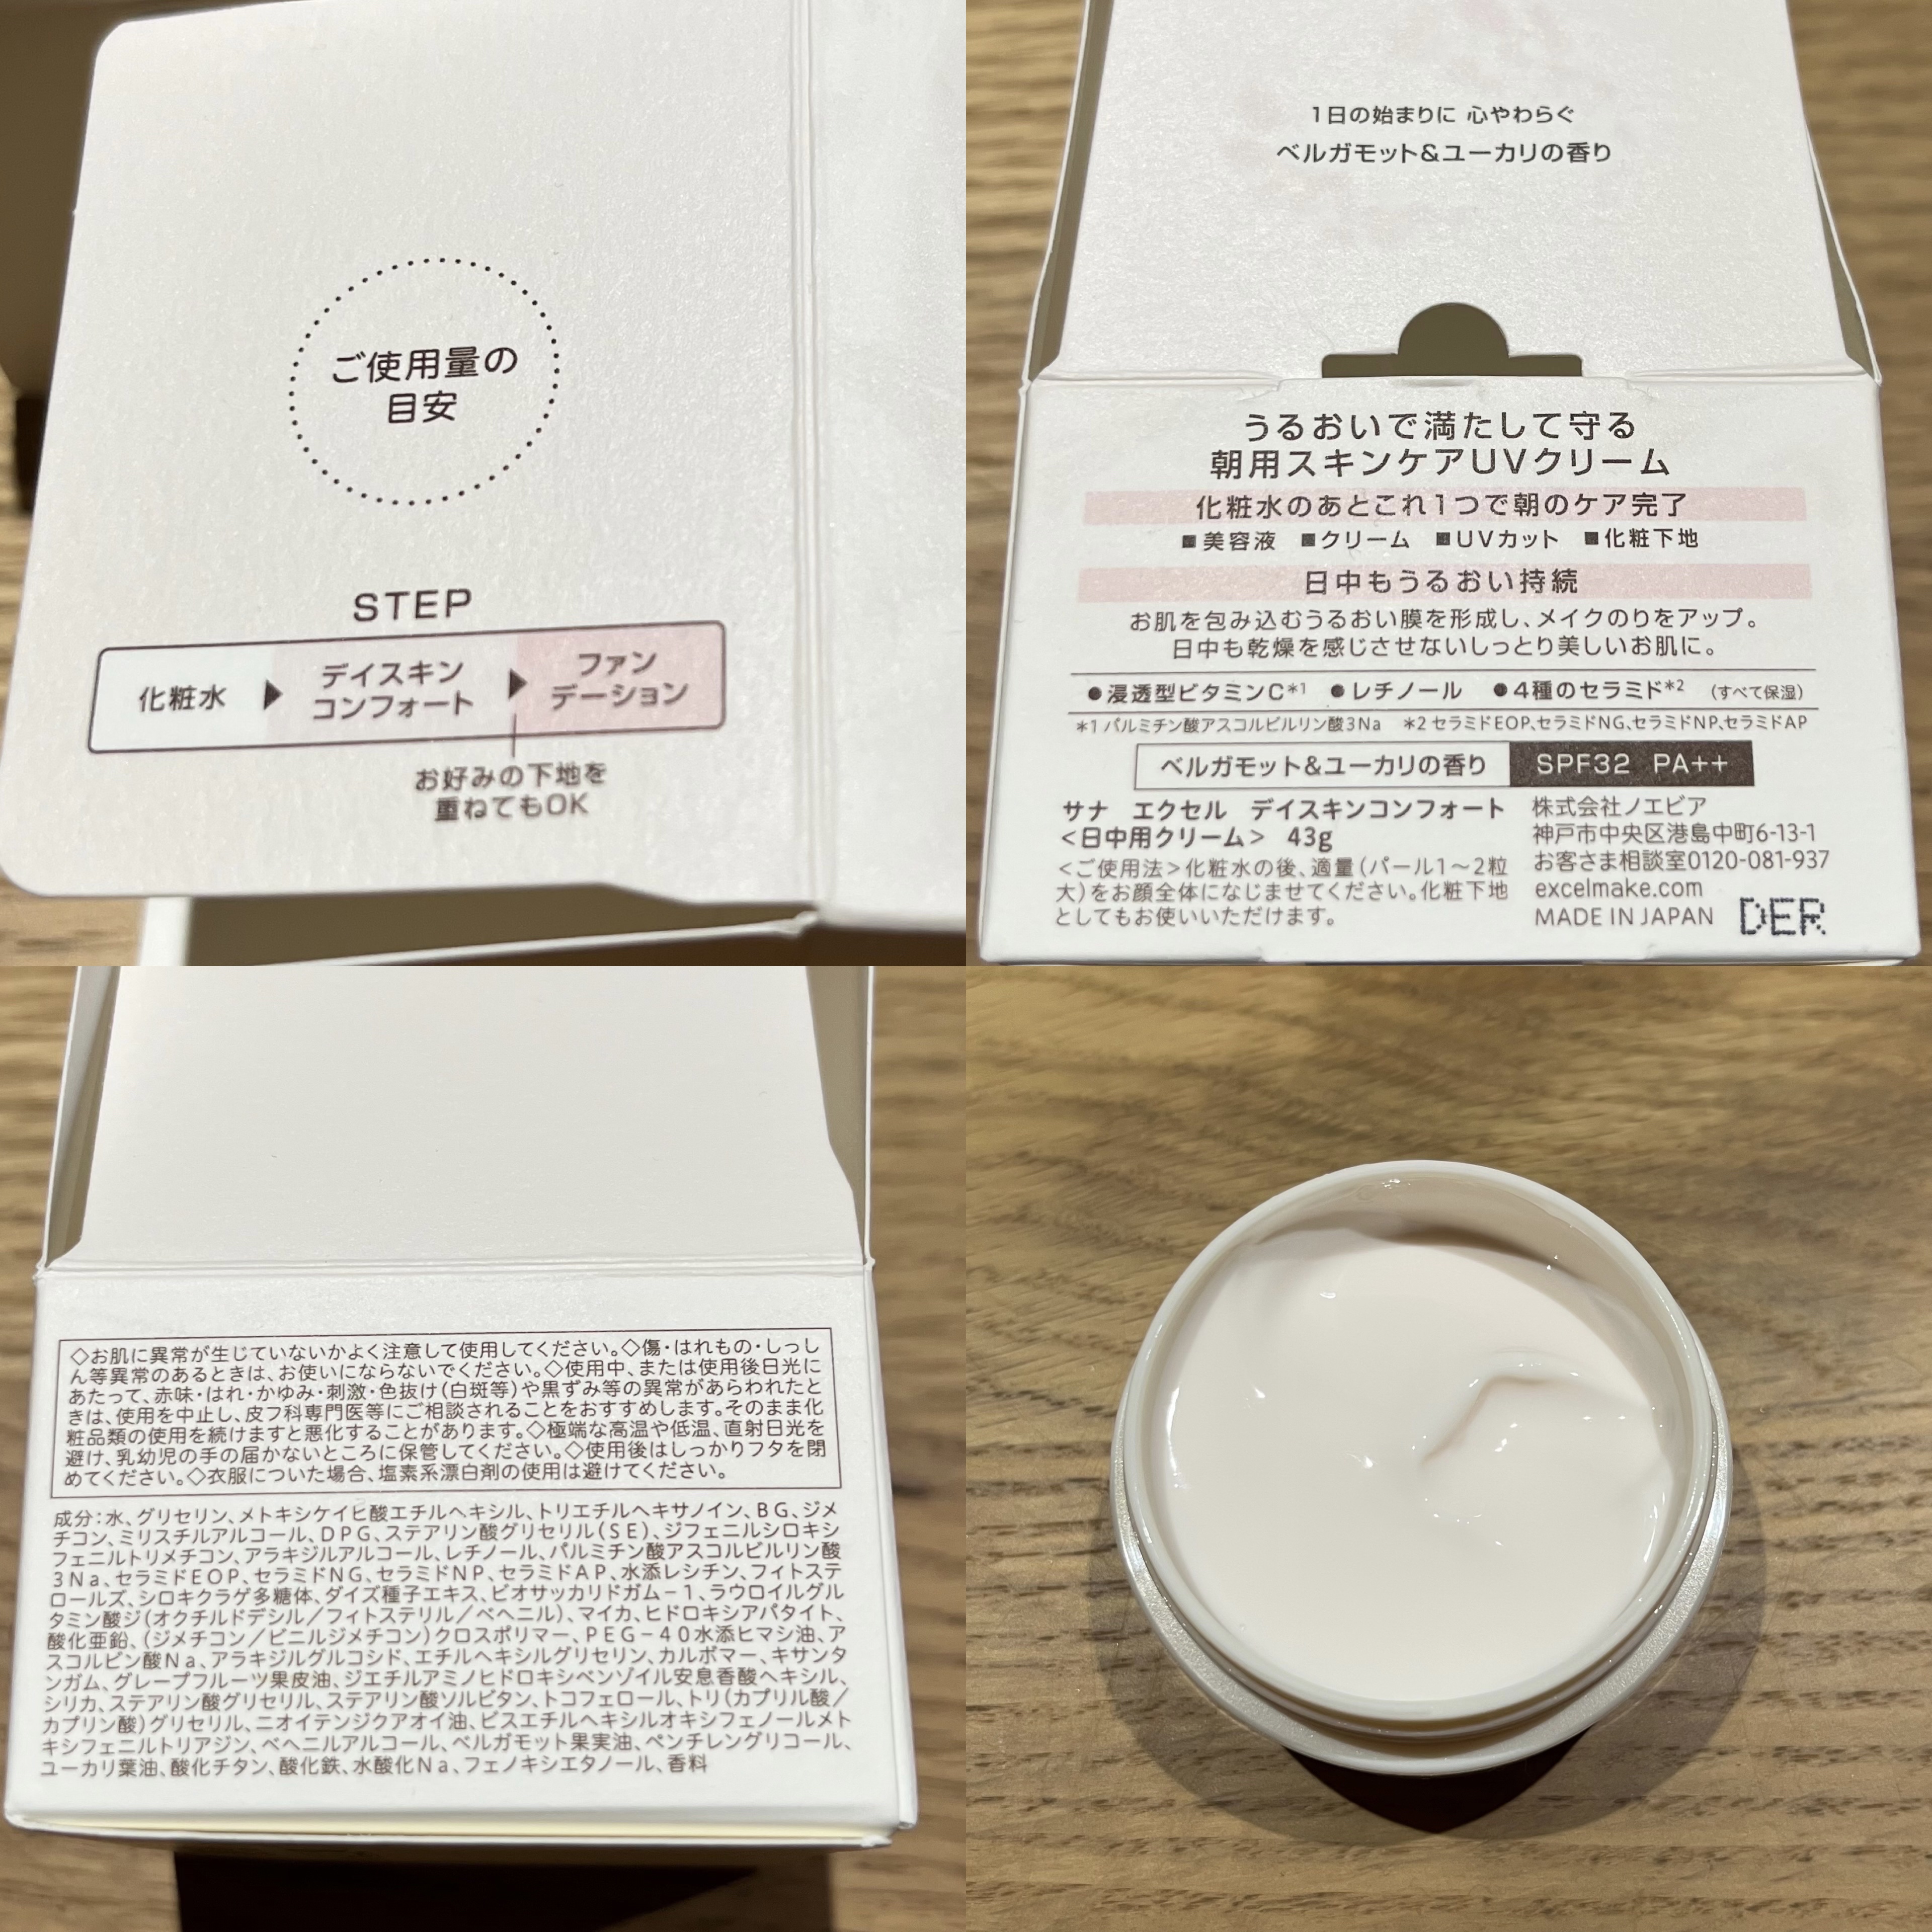 ご使用量の
目安
STEP
化粧水
デイスキン
コンフォート
ファン
デーション
お好みの下地を
重ねてもOK
1日の始まりに 心やわらぐ
ベルガモット&ユーカリの香り
うるおいで満たして守る
朝用スキンケアUVクリーム
化粧水のあとこれ1つで朝のケア完了
■美容液 ■クリーム ■UVカット ■化粧下地
日中もうるおい持続
お肌を包み込むうるおい膜を形成し、メイクのりをアップ。
日中も乾燥を感じさせないしっとり美しいお肌に。
●浸透型ビタミンC*1 ●レチノール ●4種のセラミド*2 (すべて保湿)
*1 パルミチン酸アスコルビルリン酸3Na *2 セラミドEOP、セラミドNG、セラミドNP、セラミドAP
ベルガモット&ユーカリの香り SPF32 PA++
サナ エクセル デイスキンコンフォート
<日中用クリーム> 43g
<ご使用法>化粧水の後、適量(パール1～2粒
大)をお顔全体になじませてください。化粧下地
としてもお使いいただけます。
株式会社ノエビア
神戸市中央区港島中町6-13-1
お客さま相談室0120-081-937
excelmake.com
MADE IN JAPAN
DER
◇お肌に異常が生じていないかよく注意して使用してください。◇傷・はれもの・しっし
ん等異常のあるときは、お使いにならないでください。◇使用中、または使用後日光に
あたって、赤味・はれ・かゆみ・刺激・色抜け(白斑等)や黒ずみ等の異常があらわれたと
きは、使用を中止し、皮フ科専門医等にご相談されることをおすすめします。そのまま化
粧品類の使用を続けますと悪化することがあります。◇極端な高温や低温、直射日光を
避け、乳幼児の手の届かないところに保管してください。◇使用後はしっかりフタを閉
めてください。◇衣服についた場合、塩素系漂白剤の使用は避けてください。
成分:水、グリセリン、メトキシケイヒ酸エチルヘキシル、トリエチルヘキサノイン、BG、ジメ
チコン、ミリスチルアルコール、DPG、ステアリン酸グリセリル(SE)、ジフェニルシロキシ
フェニルトリメチコン、アラキジルアルコール、レチノール、パルミチン酸アスコルビルリン酸
3Na、セラミドEOP、セラミドNG、セラミドNP、セラミドAP、水添レシチン、フィトステ
ロールズ、シロキクラゲ多糖体、ダイズ種子エキス、ビオサッカリドガム-1、ラウロイルグル
タミン酸ジ(オクチルドデシル/フィトステリル/ベヘニル)、マイカ、ヒドロキシアパタイト、
酸化亜鉛、(ジメチコン/ビニルジメチコン)クロスポリマー、PEG-40水添ヒマシ油、ア
スコルビン酸Na、アラキジルグルコシド、エチルヘキシルグリセリン、カルボマー、キサンタ
ンガム、グレープフルーツ果皮油、ジエチルアミノヒドロキシベンゾイル安息香酸ヘキシル、
シリカ、ステアリン酸グリセリル、ステアリン酸ソルビタン、トコフェロール、トリ(カプリル酸/
カプリン酸)グリセリル、ニオイテンジクアオイ油、ビスエチルヘキシルオキシフェノールメト
キシフェニルトリアジン、ベヘニルアルコール、ベルガモット果実油、ペンチレングリコール、
ユーカリ葉油、酸化チタン、酸化鉄、水酸化Na、フェノキシエタノール、香料